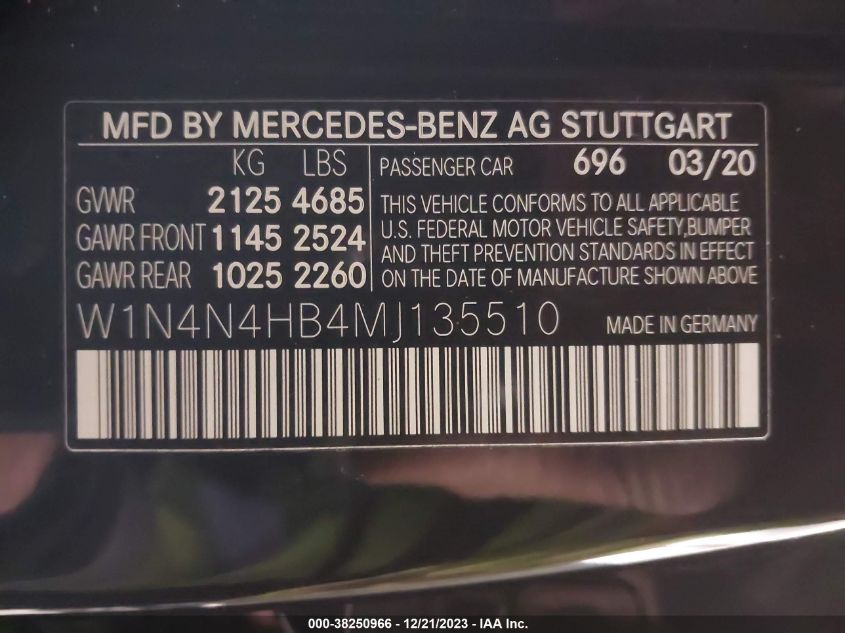 MFD BY MERCEDES-BENZ AG STUTTGART
KG LBS
GVWR 2125 4685
GAWR FRONT 1145 2524
GAWR REAR 1025 2260
PASSENGER CAR 696 03/20
THIS VEHICLE CONFORMS TO ALL APPLICABLE
U.S. FEDERAL MOTOR VEHICLE SAFETY,BUMPER
AND THEFT PREVENTION STANDARDS IN EFFECT
ON THE DATE OF MANUFACTURE SHOWN ABOVE
W1N4N4HB4MJ135510 MADE IN GERMANY
000-38250966 - 12/21/2023 - IAA Inc.